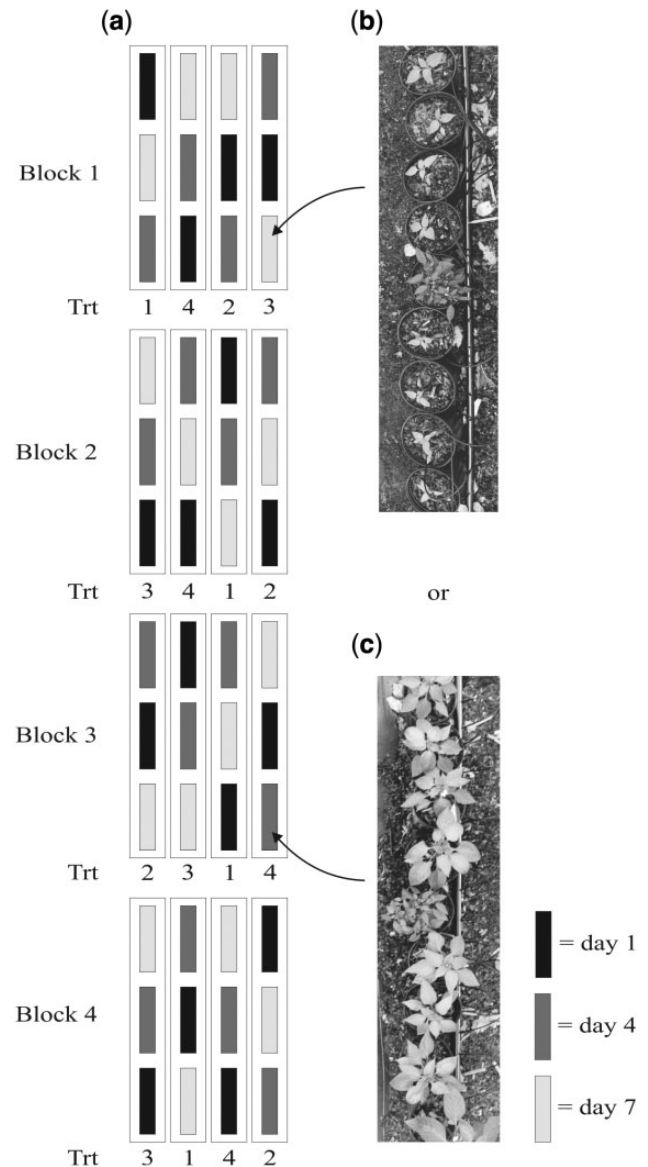 (a)
(b)
Block 1
Trt 1 4 2 3
Block 2
Trt 3 4 1 2
or
(c)
Block 3
Trt 2 3 1 4
= day 1
Block 4
= day 4
= day 7
Trt 3 1 4 2